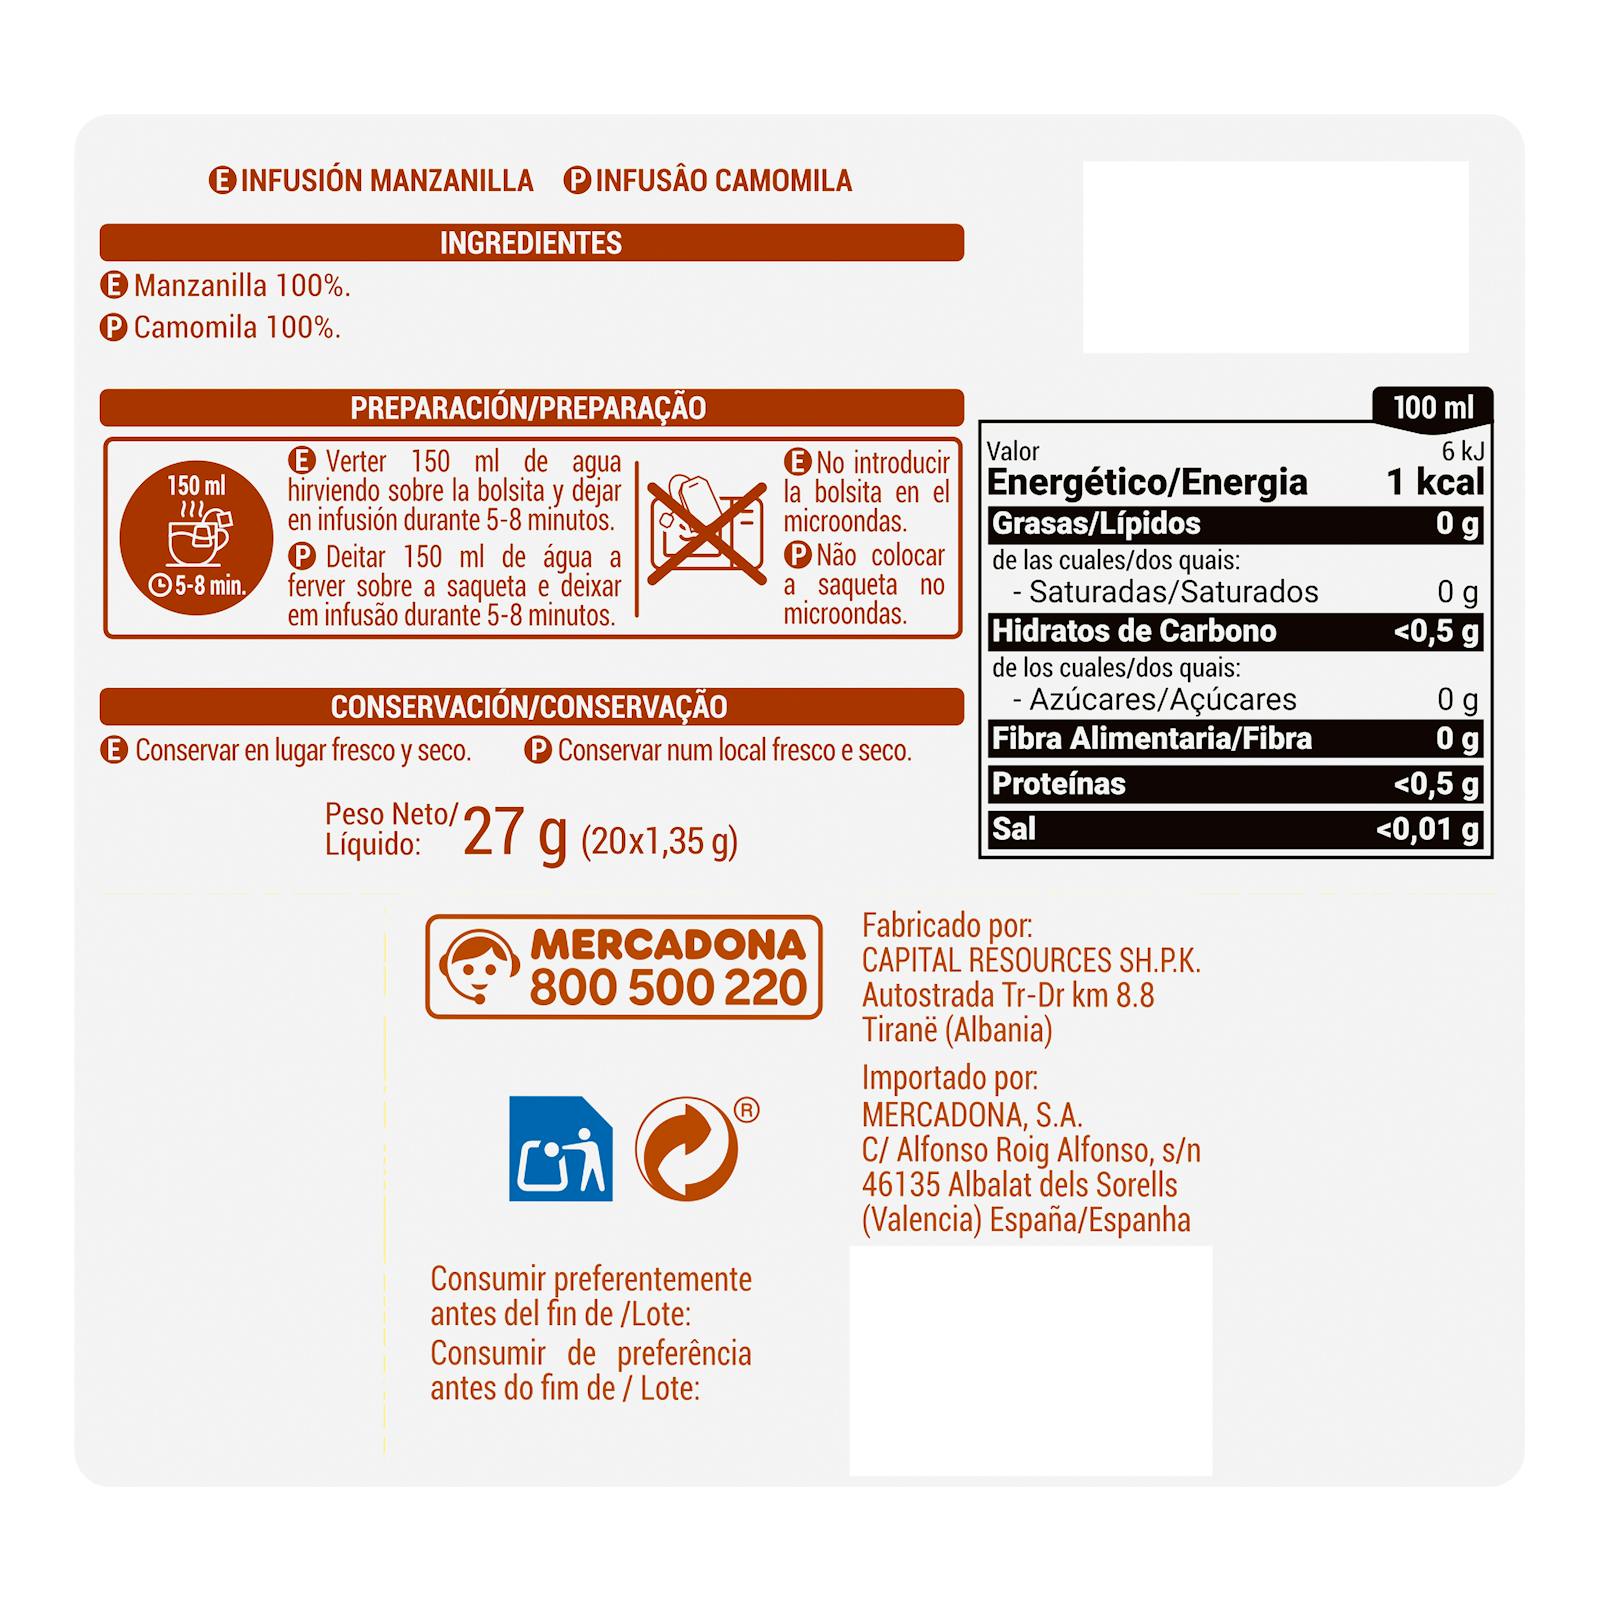 E INFUSIÓN MANZANILLA P INFUSÂO CAMOMILA
INGREDIENTES
E Manzanilla 100%.
P Camomila 100%.
PREPARACIÓN/PREPARAÇÃO
150 ml
5-8 min.
E Verter 150 ml de agua
hirviendo sobre la bolsita y dejar
en infusión durante 5-8 minutos.
P Deitar 150 ml de água a
ferver sobre a saqueta e deixar
em infusão durante 5-8 minutos.
E No introducir
la bolsita en el
microondas.
P Não colocar
a saqueta no
microondas.
CONSERVACIÓN/CONSERVAÇÃO
E Conservar en lugar fresco y seco. P Conservar num local fresco e seco.
Peso Neto/
Líquido: 27 g (20x1,35 g)
100 ml
Valor 6 kJ
Energético/Energia 1 kcal
Grasas/Lípidos 0 g
de las cuales/dos quais:
- Saturadas/Saturados 0 g
Hidratos de Carbono <0,5 g
de los cuales/dos quais:
- Azúcares/Açúcares 0 g
Fibra Alimentaria/Fibra 0 g
Proteínas <0,5 g
Sal <0,01 g
MERCADONA
800 500 220
®
Consumir preferentemente
antes del fin de /Lote:
Consumir de preferência
antes do fim de / Lote:
Fabricado por:
CAPITAL RESOURCES SH.P.K.
Autostrada Tr-Dr km 8.8
Tiranë (Albania)
Importado por:
MERCADONA, S.A.
C/ Alfonso Roig Alfonso, s/n
46135 Albalat dels Sorells
(Valencia) España/Espanha